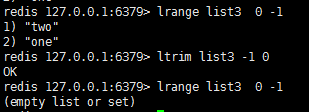 redis 127.0.0.1:6379> lrange list3  0 -1
1) "two"
2) "one"
redis 127.0.0.1:6379> ltrim list3 -1 0
OK
redis 127.0.0.1:6379> lrange list3  0 -1
(empty list or set)